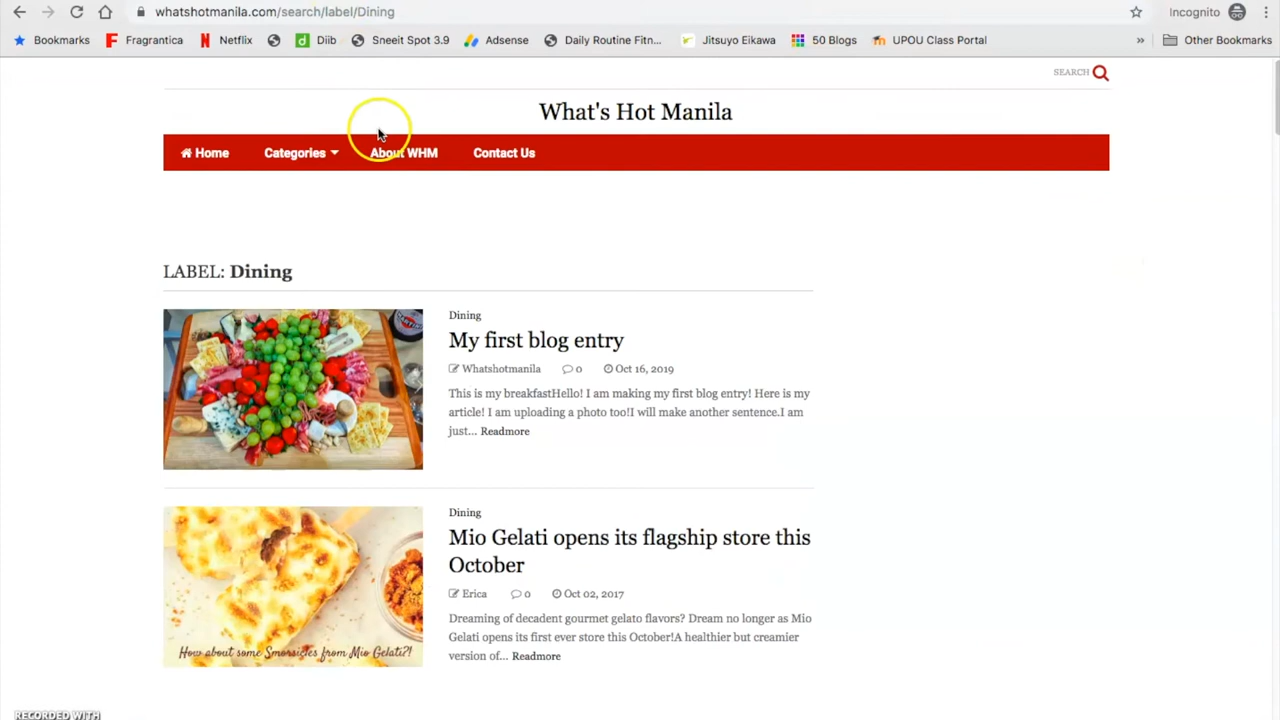 whatshotmanila.com/search/label/Dining
Incognito
Bookmarks Fragrantica Netflix Diib Sneeit Spot 3.9 Adsense Daily Routine Fitn... Jitsuyo Eikawa 50 Blogs UPOU Class Portal » Other Bookmarks
SEARCH
What's Hot Manila
Home Categories About WHM Contact Us
LABEL: Dining
Dining
My first blog entry
Whatshotmanila 0 Oct 16, 2019
This is my breakfastHello! I am making my first blog entry! Here is my
article! I am uploading a photo too!I will make another sentence.I am
just... Readmore
Dining
Mio Gelati opens its flagship store this
October
Erica 0 Oct 02, 2017
Dreaming of decadent gourmet gelato flavors? Dream no longer as Mio
Gelati opens its first ever store this October!A healthier but creamier
version of... Readmore
How about some Smorsicles from Mio Gelati?!
RECORDED WITH